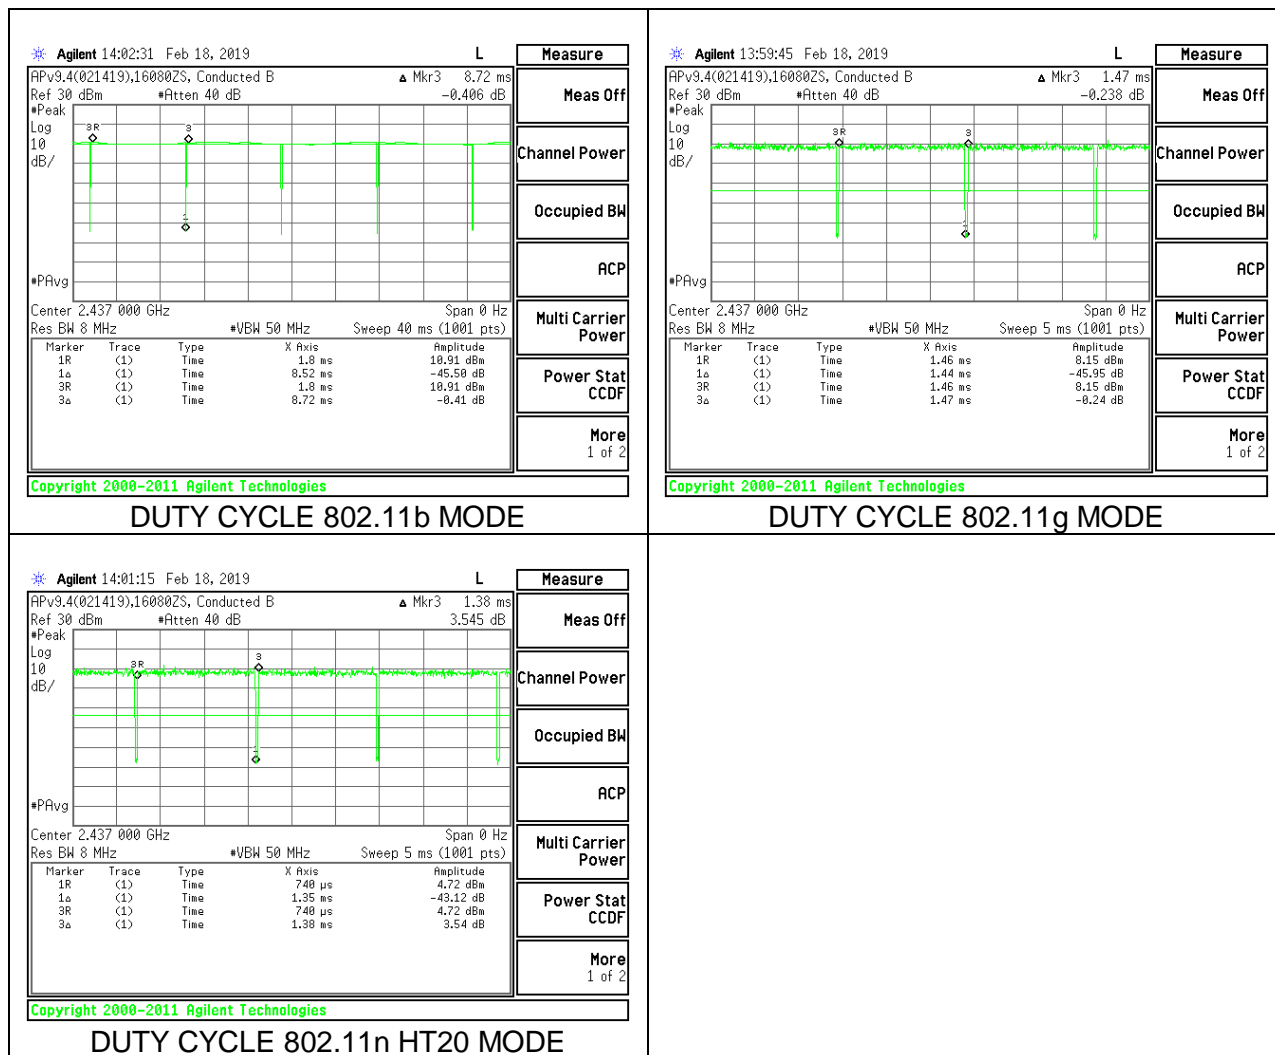 Agilent 14:02:31 Feb 18, 2019 L
APv9.4(021419),16080ZS, Conducted B Δ Mkr3 8.72 ms
Ref 30 dBm #Atten 40 dB -0.406 dB
#Peak
Log
10
dB/
3R 3
1
#PAvg
Center 2.437 000 GHz Span 0 Hz
Res BW 8 MHz #VBW 50 MHz Sweep 40 ms (1001 pts)
Marker Trace Type X Axis Amplitude
1R (1) Time 1.8 ms 10.91 dBm
1Δ (1) Time 8.52 ms -45.50 dB
3R (1) Time 1.8 ms 10.91 dBm
3Δ (1) Time 8.72 ms -0.41 dB
Measure
Meas Off
Channel Power
Occupied BW
ACP
Multi Carrier
Power
Power Stat
CCDF
More
1 of 2
Copyright 2000-2011 Agilent Technologies
DUTY CYCLE 802.11b MODE
Agilent 13:59:45 Feb 18, 2019 L
APv9.4(021419),16080ZS, Conducted B Δ Mkr3 1.47 ms
Ref 30 dBm #Atten 40 dB -0.238 dB
#Peak
Log
10
dB/
3R 3
1
#PAvg
Center 2.437 000 GHz Span 0 Hz
Res BW 8 MHz #VBW 50 MHz Sweep 5 ms (1001 pts)
Marker Trace Type X Axis Amplitude
1R (1) Time 1.46 ms 8.15 dBm
1Δ (1) Time 1.44 ms -45.95 dB
3R (1) Time 1.46 ms 8.15 dBm
3Δ (1) Time 1.47 ms -0.24 dB
Measure
Meas Off
Channel Power
Occupied BW
ACP
Multi Carrier
Power
Power Stat
CCDF
More
1 of 2
Copyright 2000-2011 Agilent Technologies
DUTY CYCLE 802.11g MODE
Agilent 14:01:15 Feb 18, 2019 L
APv9.4(021419),16080ZS, Conducted B Δ Mkr3 1.38 ms
Ref 30 dBm #Atten 40 dB 3.545 dB
#Peak
Log
10
dB/
3R 3
1
#PAvg
Center 2.437 000 GHz Span 0 Hz
Res BW 8 MHz #VBW 50 MHz Sweep 5 ms (1001 pts)
Marker Trace Type X Axis Amplitude
1R (1) Time 740 µs 4.72 dBm
1Δ (1) Time 1.35 ms -43.12 dB
3R (1) Time 740 µs 4.72 dBm
3Δ (1) Time 1.38 ms 3.54 dB
Measure
Meas Off
Channel Power
Occupied BW
ACP
Multi Carrier
Power
Power Stat
CCDF
More
1 of 2
Copyright 2000-2011 Agilent Technologies
DUTY CYCLE 802.11n HT20 MODE